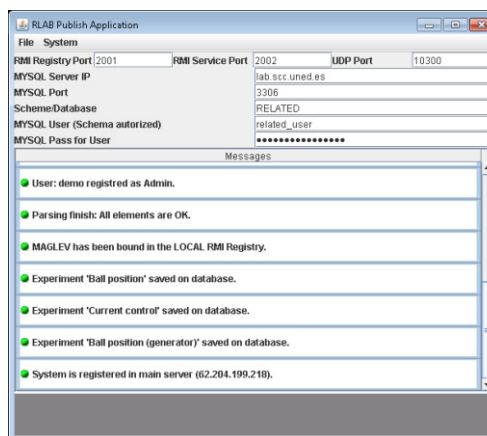 RLAB Publish Application
File System
RMI Registry Port 2001 RMI Service Port 2002 UDP Port 10300
MYSQL Server IP lab.scc.uned.es
MYSQL Port 3306
Scheme/Database RELATED
MYSQL User (Schema autorized) related_user
MYSQL Pass for User ●●●●●●●●●●●●●●●●
Messages
User: demo registred as Admin.
Parsing finish: All elements are OK.
MAGLEV has been bound in the LOCAL RMI Registry.
Experiment 'Ball position' saved on database.
Experiment 'Current control' saved on database.
Experiment 'Ball position (generator)' saved on database.
System is registered in main server (62.204.199.218).